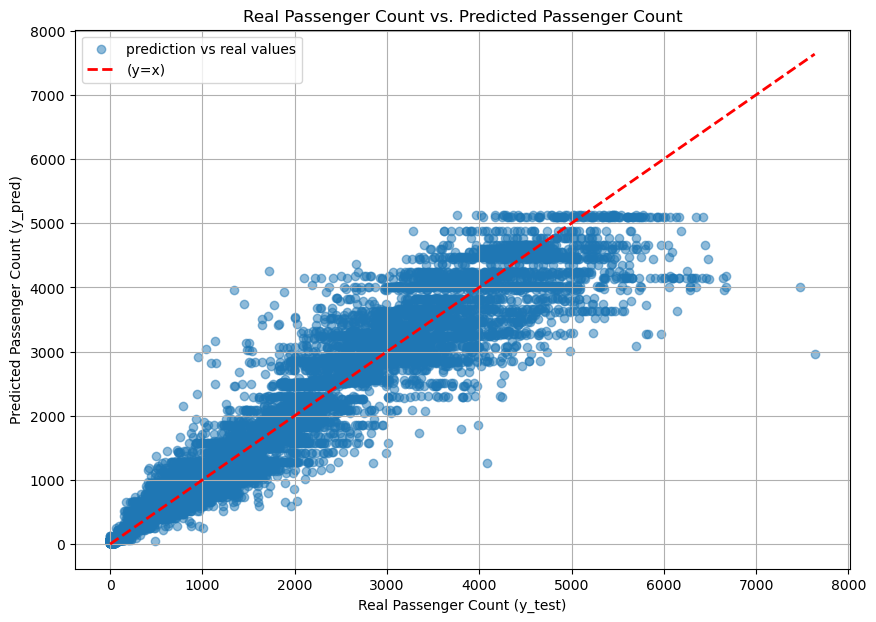 Real Passenger Count vs. Predicted Passenger Count
prediction vs real values
(y=x)
8000
7000
6000
5000
4000
3000
2000
1000
0
Predicted Passenger Count (y_pred)
0 1000 2000 3000 4000 5000 6000 7000 8000
Real Passenger Count (y_test)